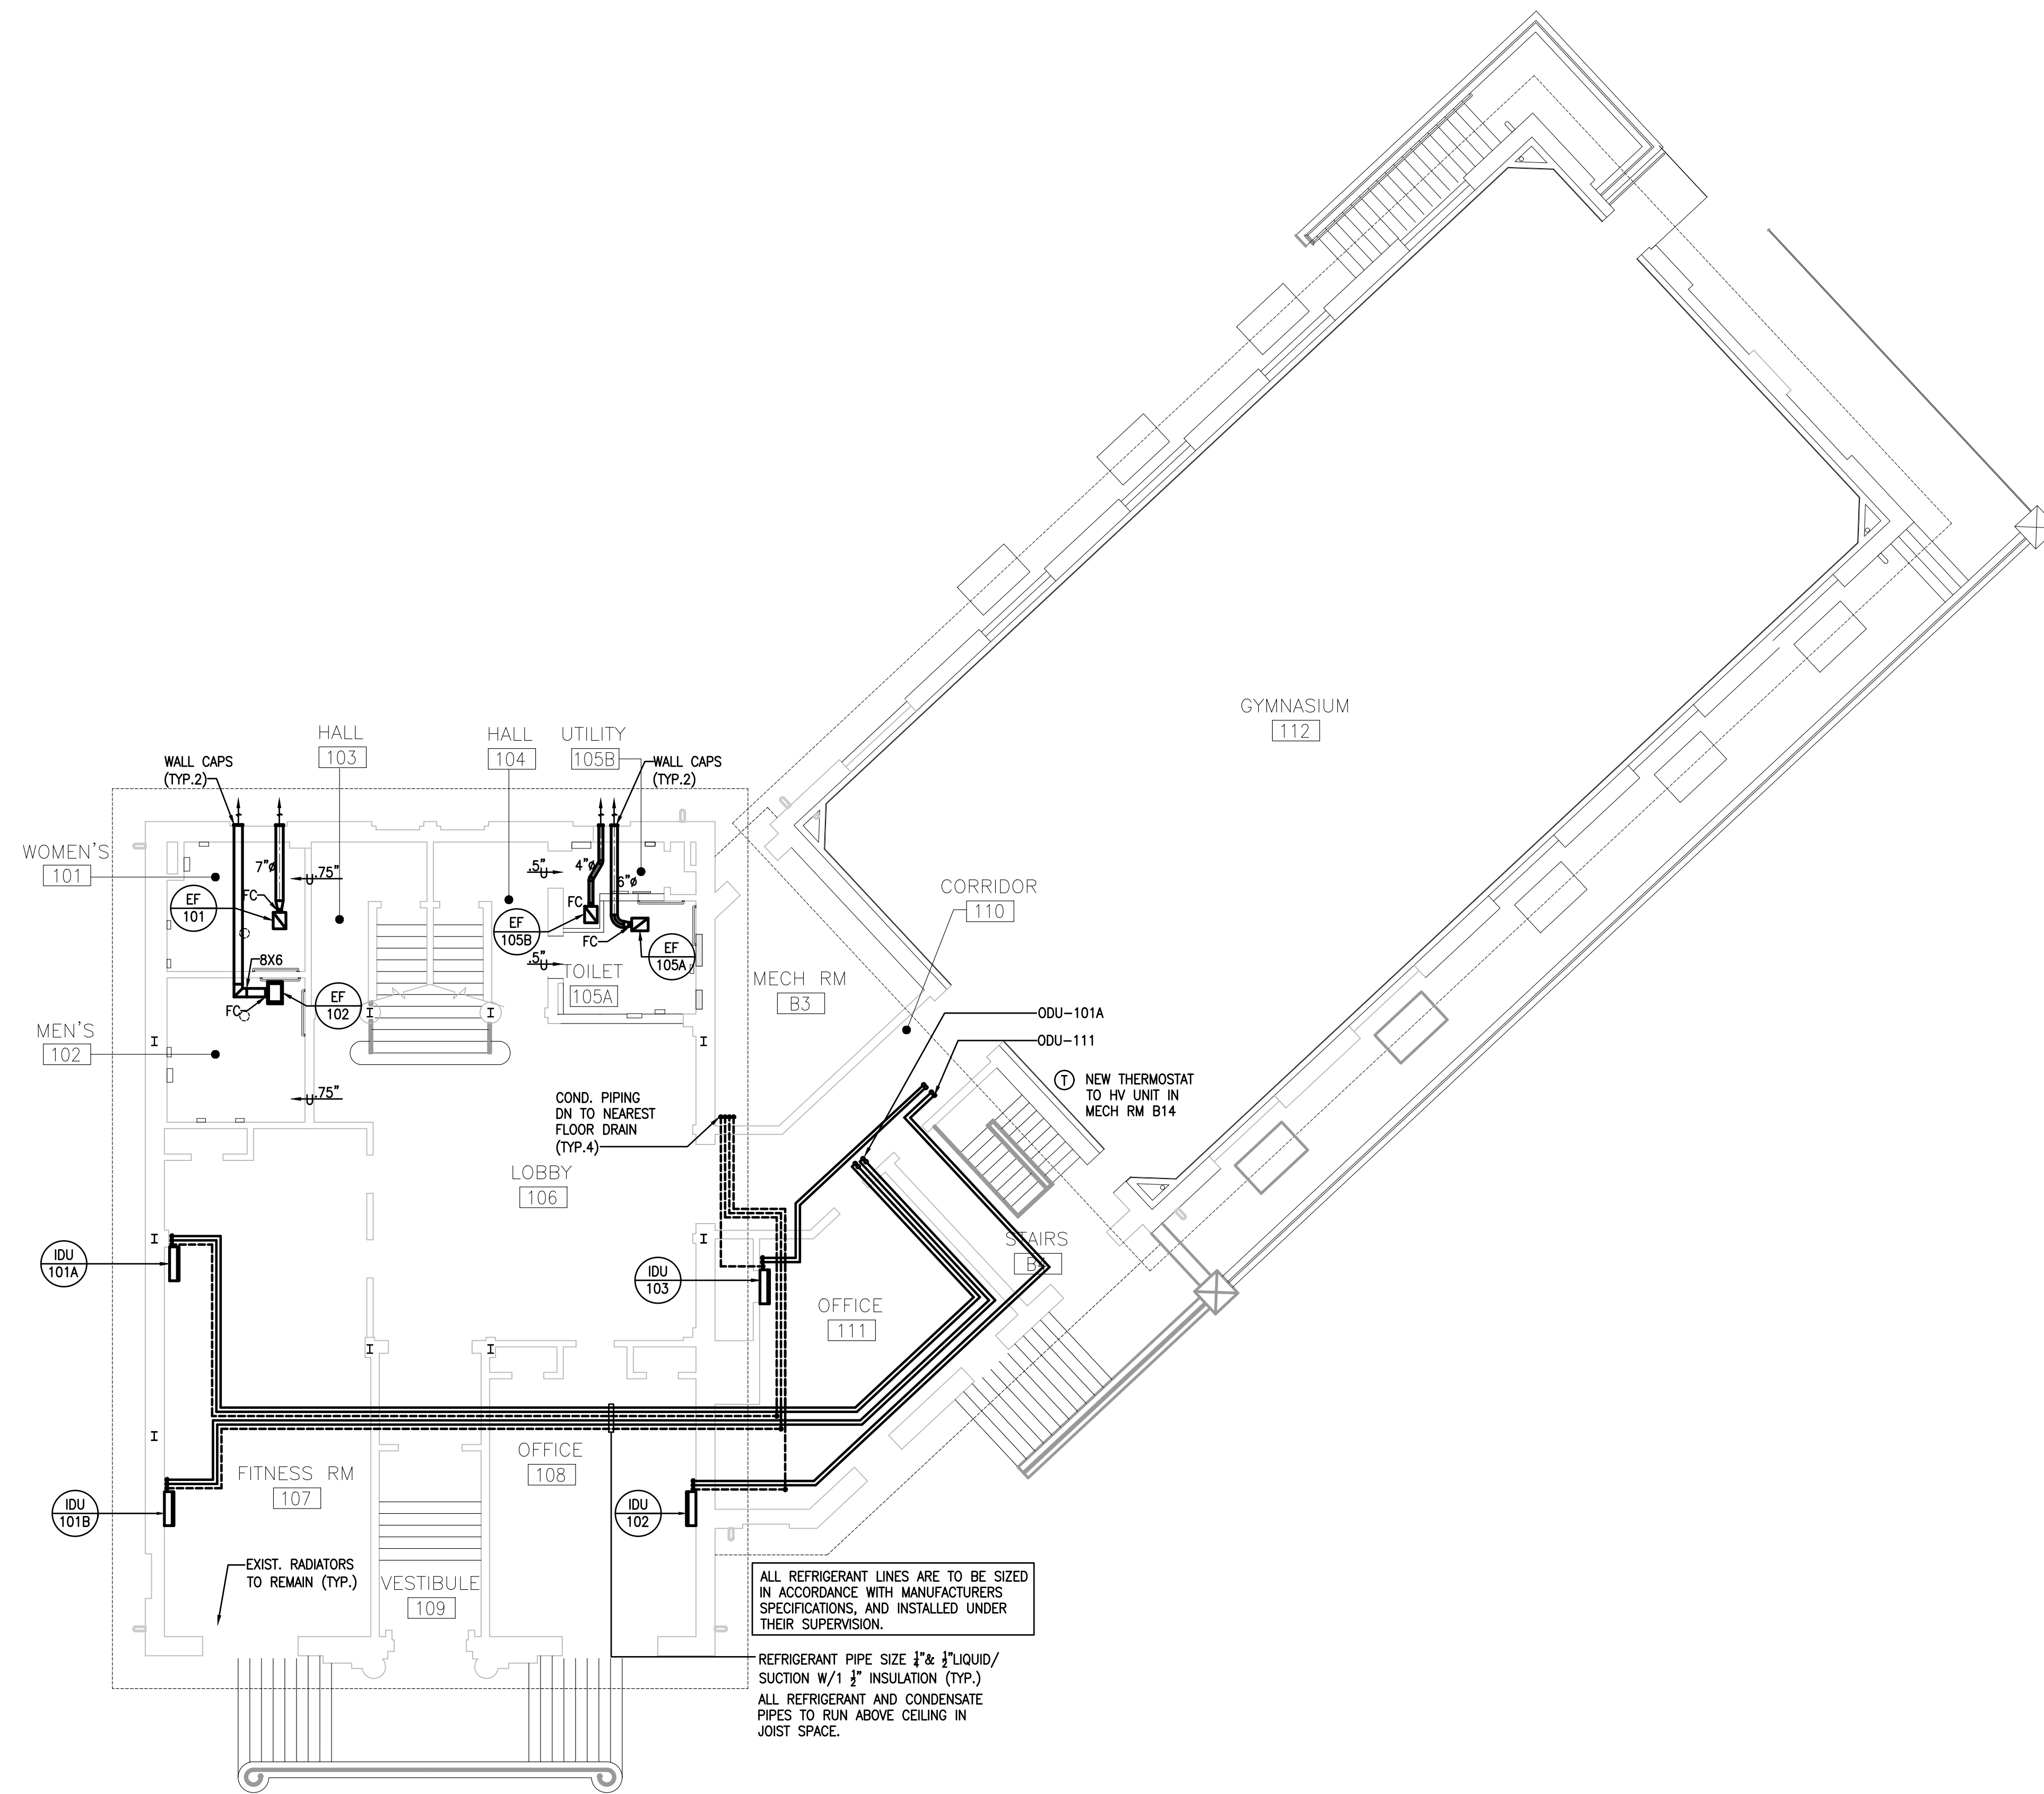 GYMNASIUM
112
HALL
103
HALL
104
UTILITY
105B
WALL CAPS
(TYP.2)
WALL CAPS
(TYP.2)
WOMEN'S
101
7"ø
U.75"
.5"
U
4"ø
6"ø
FC
EF
101
FC
EF
105B
FC
EF
105A
CORRIDOR
110
8X6
.5"
U
TOILET
105A
MECH RM
B3
EF
102
FC
MEN'S
102
ODU-101A
ODU-111
T
NEW THERMOSTAT
TO HV UNIT IN
MECH RM B14
U.75"
COND. PIPING
DN TO NEAREST
FLOOR DRAIN
(TYP.4)
LOBBY
106
STAIRS
IDU
101A
IDU
103
OFFICE
111
OFFICE
108
FITNESS RM
107
IDU
101B
IDU
102
EXIST. RADIATORS
TO REMAIN (TYP.)
VESTIBULE
109
ALL REFRIGERANT LINES ARE TO BE SIZED
IN ACCORDANCE WITH MANUFACTURERS
SPECIFICATIONS, AND INSTALLED UNDER
THEIR SUPERVISION.
REFRIGERANT PIPE SIZE 1/4"& 1/2"LIQUID/
SUCTION W/1 1/2" INSULATION (TYP.)
ALL REFRIGERANT AND CONDENSATE
PIPES TO RUN ABOVE CEILING IN
JOIST SPACE.